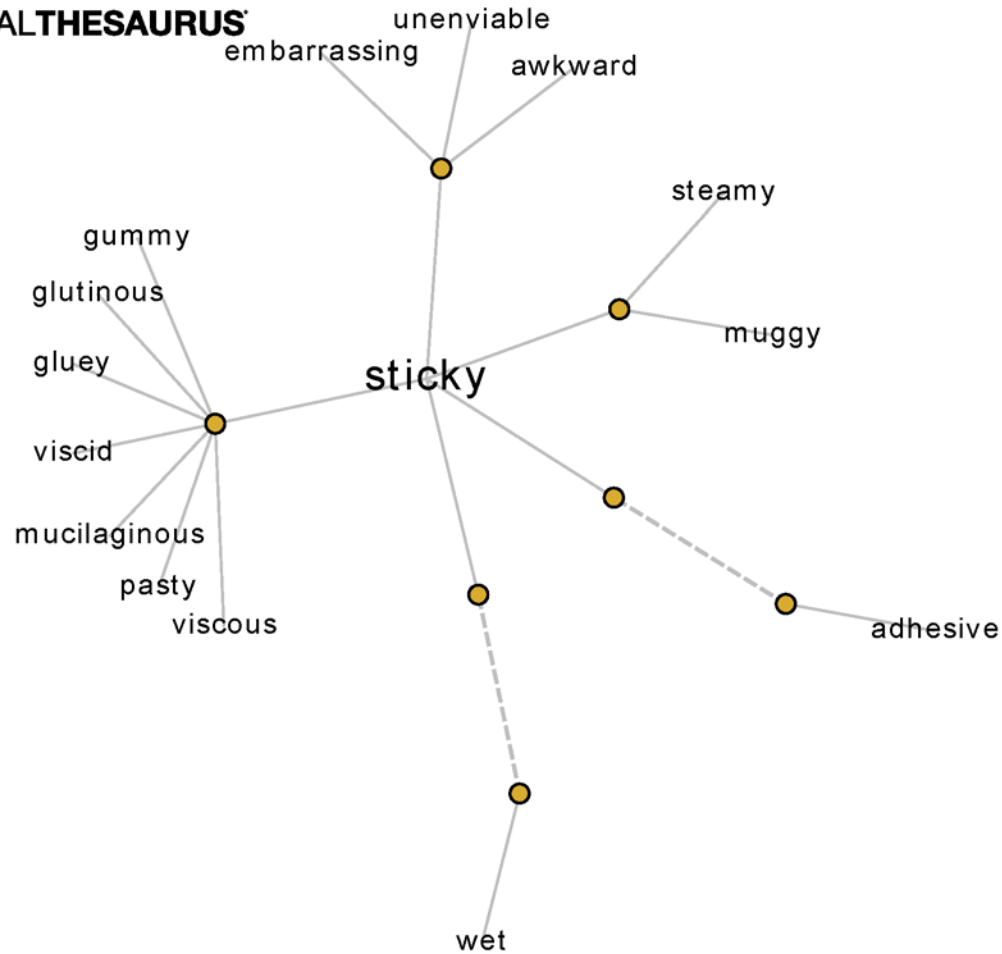 ALTHESAURUS
unenviable
embarrassing
awkward
steamy
gummy
glutinous
muggy
gluey
sticky
viscid
mucilaginous
pasty
viscous
adhesive
wet